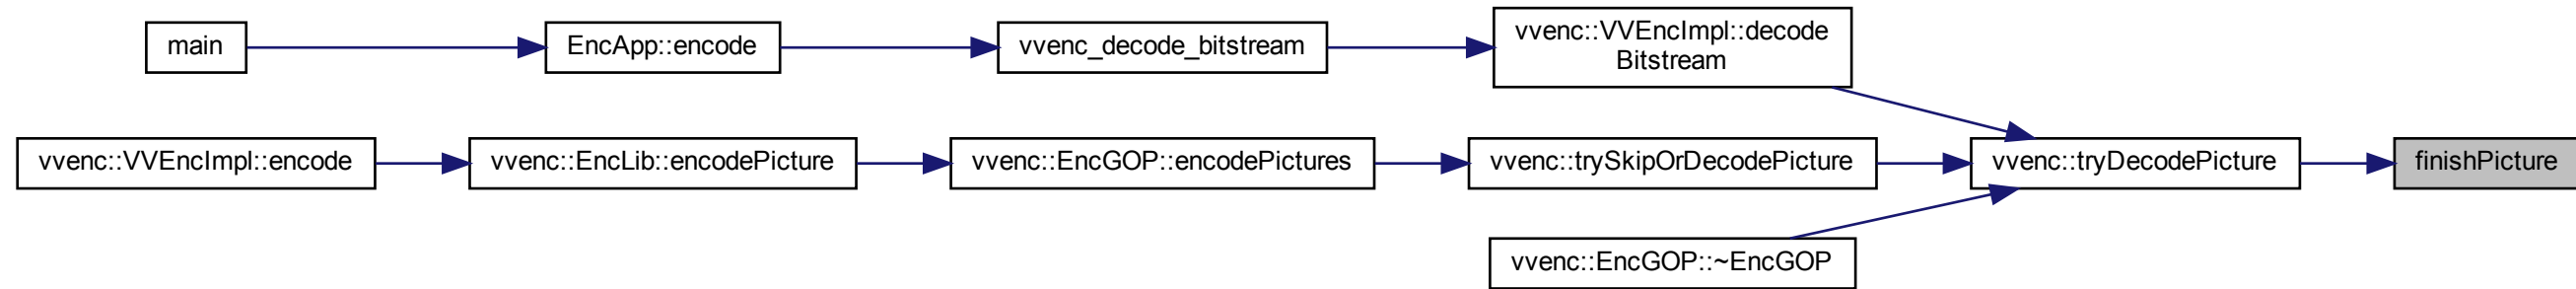 main
EncApp::encode
vvenc_decode_bitstream
vvenc::VVEncImpl::decode
Bitstream
vvenc::VVEncImpl::encode
vvenc::EncLib::encodePicture
vvenc::EncGOP::encodePictures
vvenc::trySkipOrDecodePicture
vvenc::tryDecodePicture
finishPicture
vvenc::EncGOP::~EncGOP